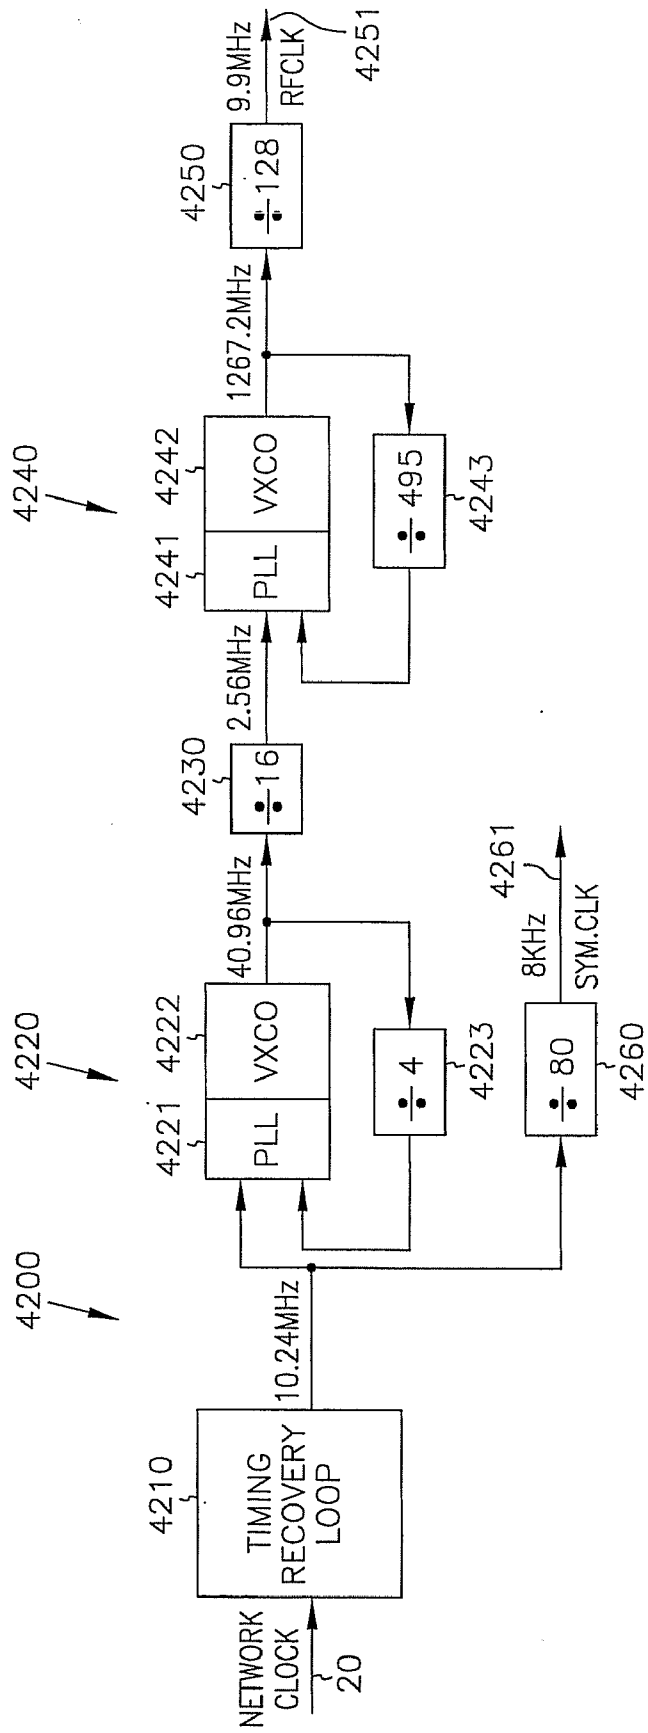 4200
4220
4240
NETWORK
CLOCK
20
4210
TIMING
RECOVERY
LOOP
10.24MHz
4221
4222
PLL
VXCO
÷ 4
4223
40.96MHz
4230
÷ 16
2.56MHz
4241
4242
PLL
VXCO
÷ 495
4243
1267.2MHz
4250
÷ 128
9.9MHz
RFCLK
4251
÷ 80
4260
8KHz
SYM.CLK
4261